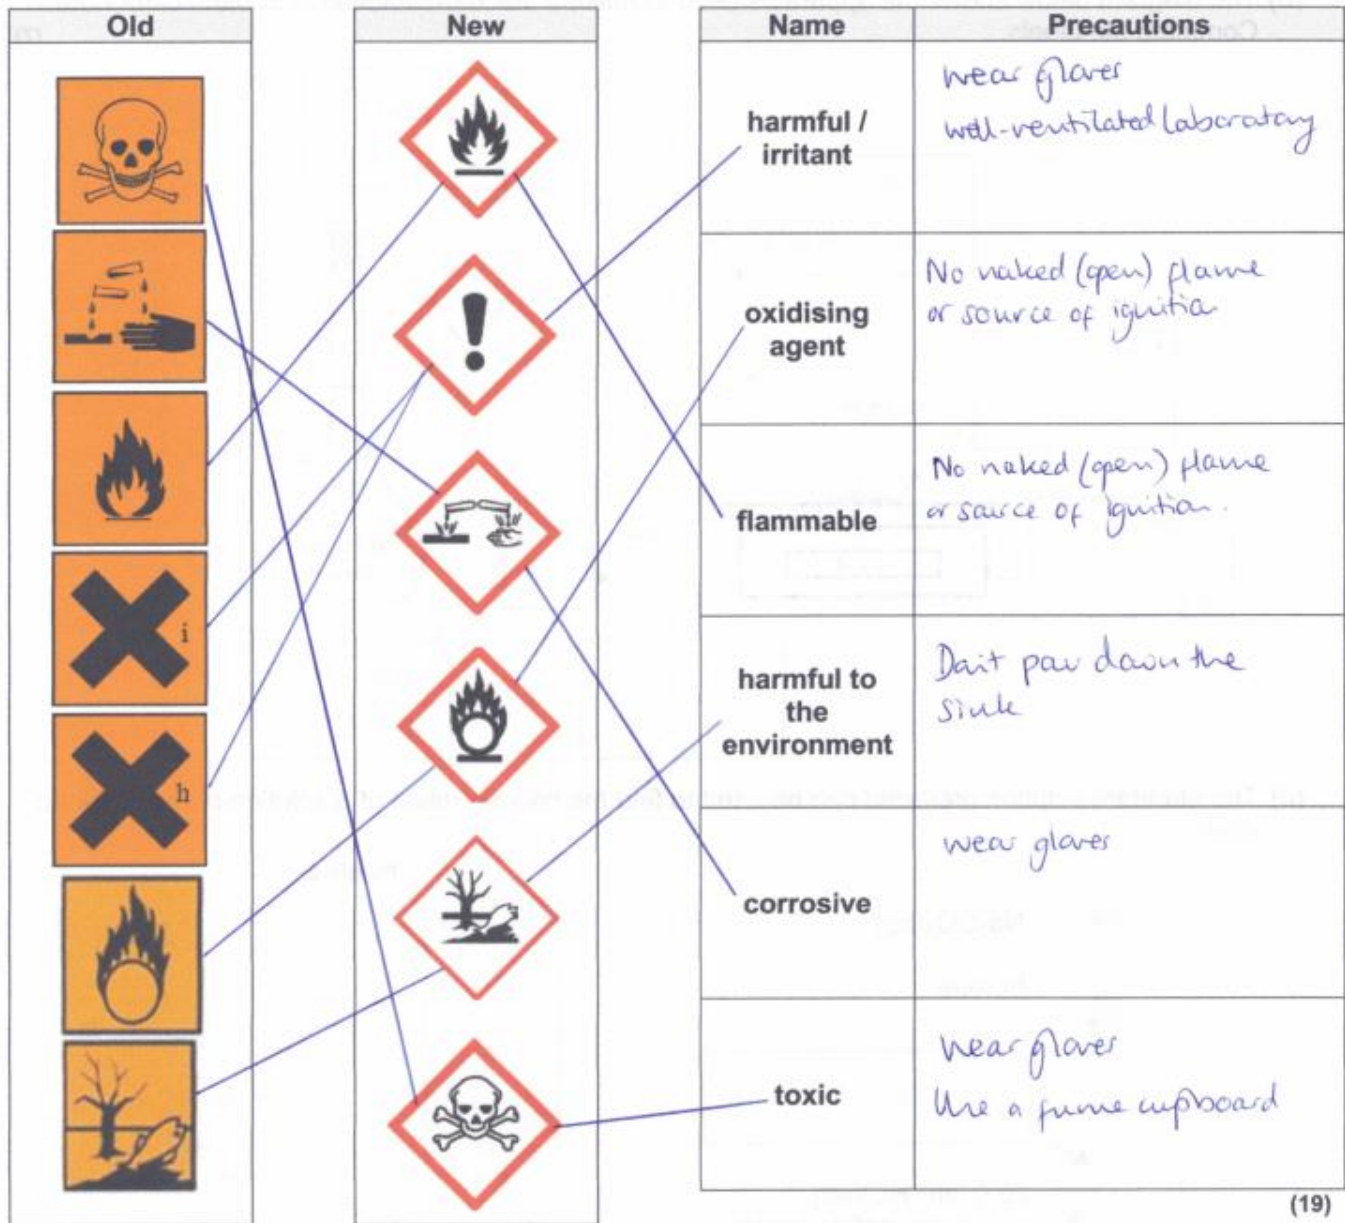 Old
New
Name
Precautions
harmful /
irritant
wear gloves
well-ventilated laboratory
oxidising
agent
No naked (open) flame
or source of ignition
flammable
No naked (open) flame
or source of ignition.
i
h
harmful to
the
environment
Don't pour down the
sink
corrosive
wear gloves
toxic
wear gloves
Use a fume cupboard
(19)